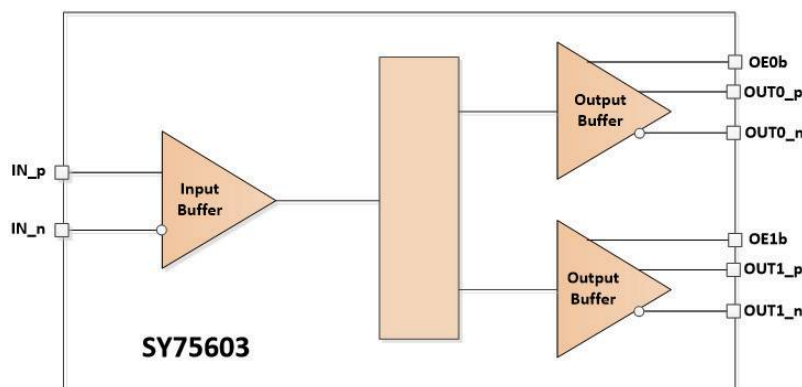 OE0b
Output
Buffer
OUT0_p
OUT0_n
IN_p
Input
Buffer
IN_n
OE1b
Output
Buffer
OUT1_p
OUT1_n
SY75603